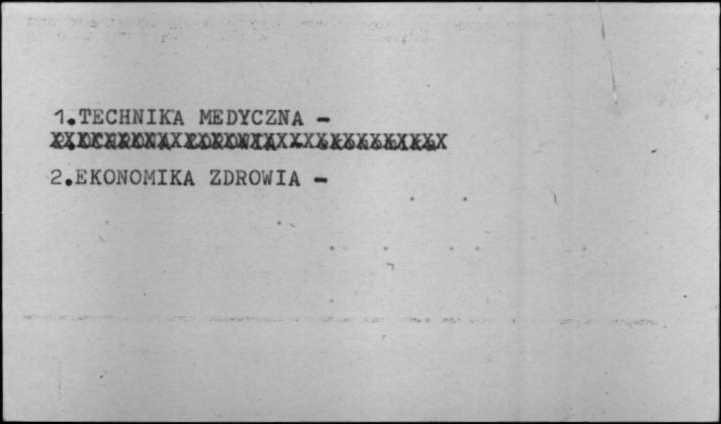 1.TECHNIKA MEDYCZNA -
2.EKONOMIKA ZDROWIA -